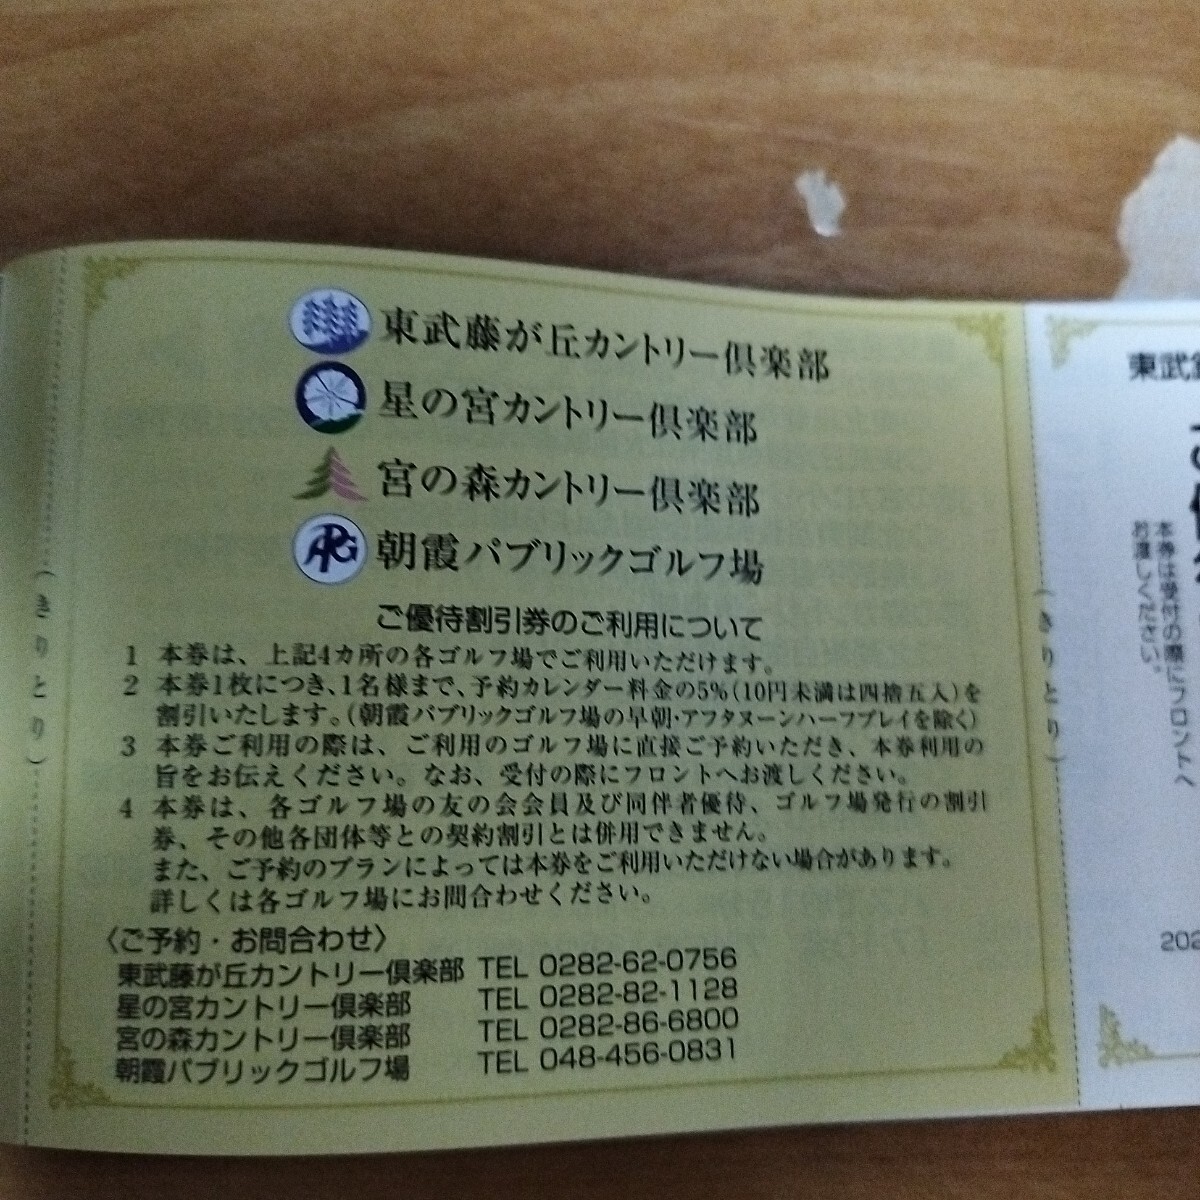 東武藤が丘カントリー倶楽部
星の宮カントリー倶楽部
宮の森カントリー倶楽部
APG
朝霞パブリックゴルフ場
ご優待割引券のご利用について
1 本券は、上記4カ所の各ゴルフ場でご利用いただけます。
2 本券1枚につき、1名様まで、予約カレンダー料金の5%(10円未満は四捨五入)を
割引いたします。(朝霞パブリックゴルフ場の早朝・アフタヌーンハーフプレイを除く)
3 本券ご利用の際は、ご利用のゴルフ場に直接ご予約いただき、本券利用の
旨をお伝えください。なお、受付の際にフロントへお渡しください。
4 本券は、各ゴルフ場の友の会会員及び同伴者優待、ゴルフ場発行の割引
券、その他各団体等との契約割引とは併用できません。
また、ご予約のプランによっては本券をご利用いただけない場合があります。
詳しくは各ゴルフ場にお問合わせください。
〈ご予約・お問合わせ〉
東武藤が丘カントリー倶楽部 TEL 0282-62-0756
星の宮カントリー倶楽部 TEL 0282-82-1128
宮の森カントリー倶楽部 TEL 0282-86-6800
朝霞パブリックゴルフ場 TEL 048-456-0831
(きりとり)
(きりとり)
東武
本券は受付の際にフロントへ
お渡しください。
202